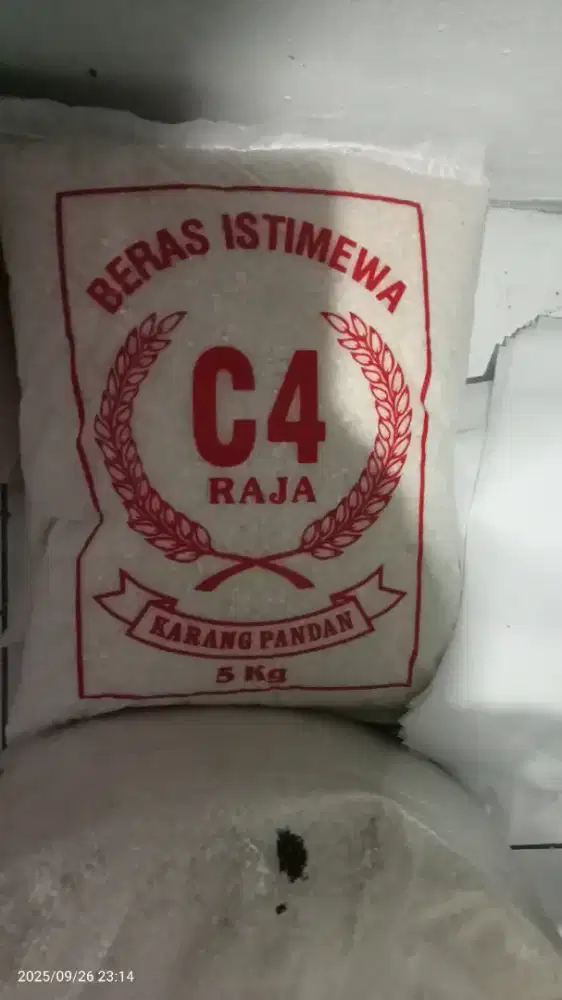 BERAS ISTIMEWA
C4
RAJA
KARANG PANDAN
5 Kg
2025/09/26 23:14